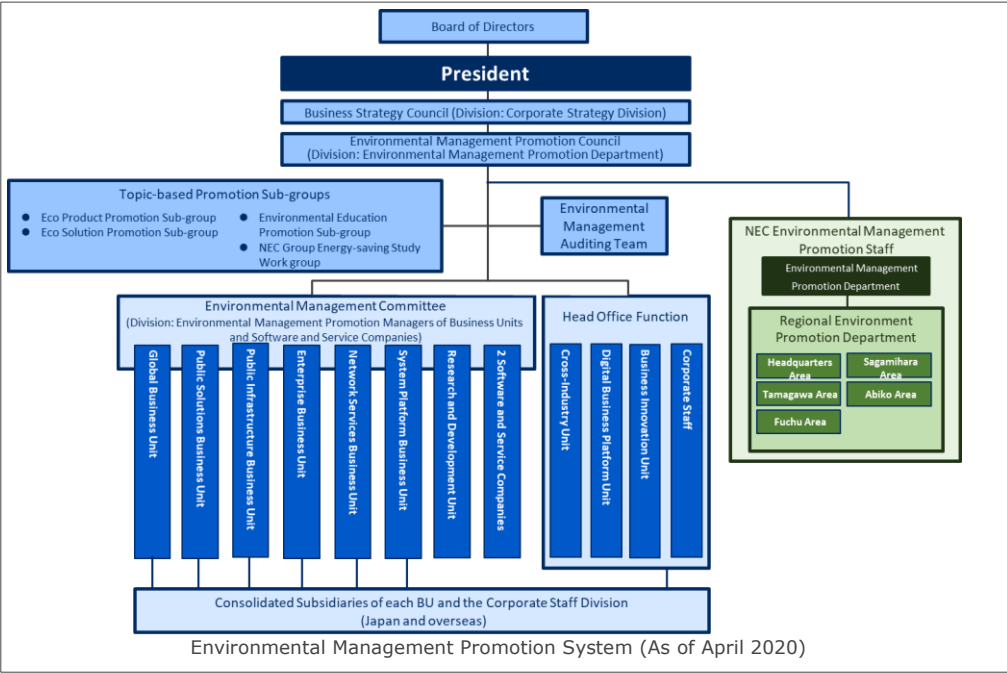 Board of Directors
President
Business Strategy Council (Division: Corporate Strategy Division)
Environmental Management Promotion Council
(Division: Environmental Management Promotion Department)
Topic-based Promotion Sub-groups
● Eco Product Promotion Sub-group
● Eco Solution Promotion Sub-group
● Environmental Education
Promotion Sub-group
● NEC Group Energy-saving Study
Work group
Environmental
Management
Auditing Team
NEC Environmental Management
Promotion Staff
Environmental Management
Promotion Department
Regional Environment
Promotion Department
Headquarters
Area
Sagamihara
Area
Tamagawa Area
Abiko Area
Fuchu Area
Environmental Management Committee
(Division: Environmental Management Promotion Managers of Business Units
and Software and Service Companies)
Global Business Unit
Public Solutions Business Unit
Public Infrastructure Business Unit
Enterprise Business Unit
Network Services Business Unit
System Platform Business Unit
Research and Development Unit
2 Software and Service Companies
Head Office Function
Cross-Industry Unit
Digital Business Platform Unit
Business Innovation Unit
Corporate Staff
Consolidated Subsidiaries of each BU and the Corporate Staff Division
(Japan and overseas)
Environmental Management Promotion System (As of April 2020)